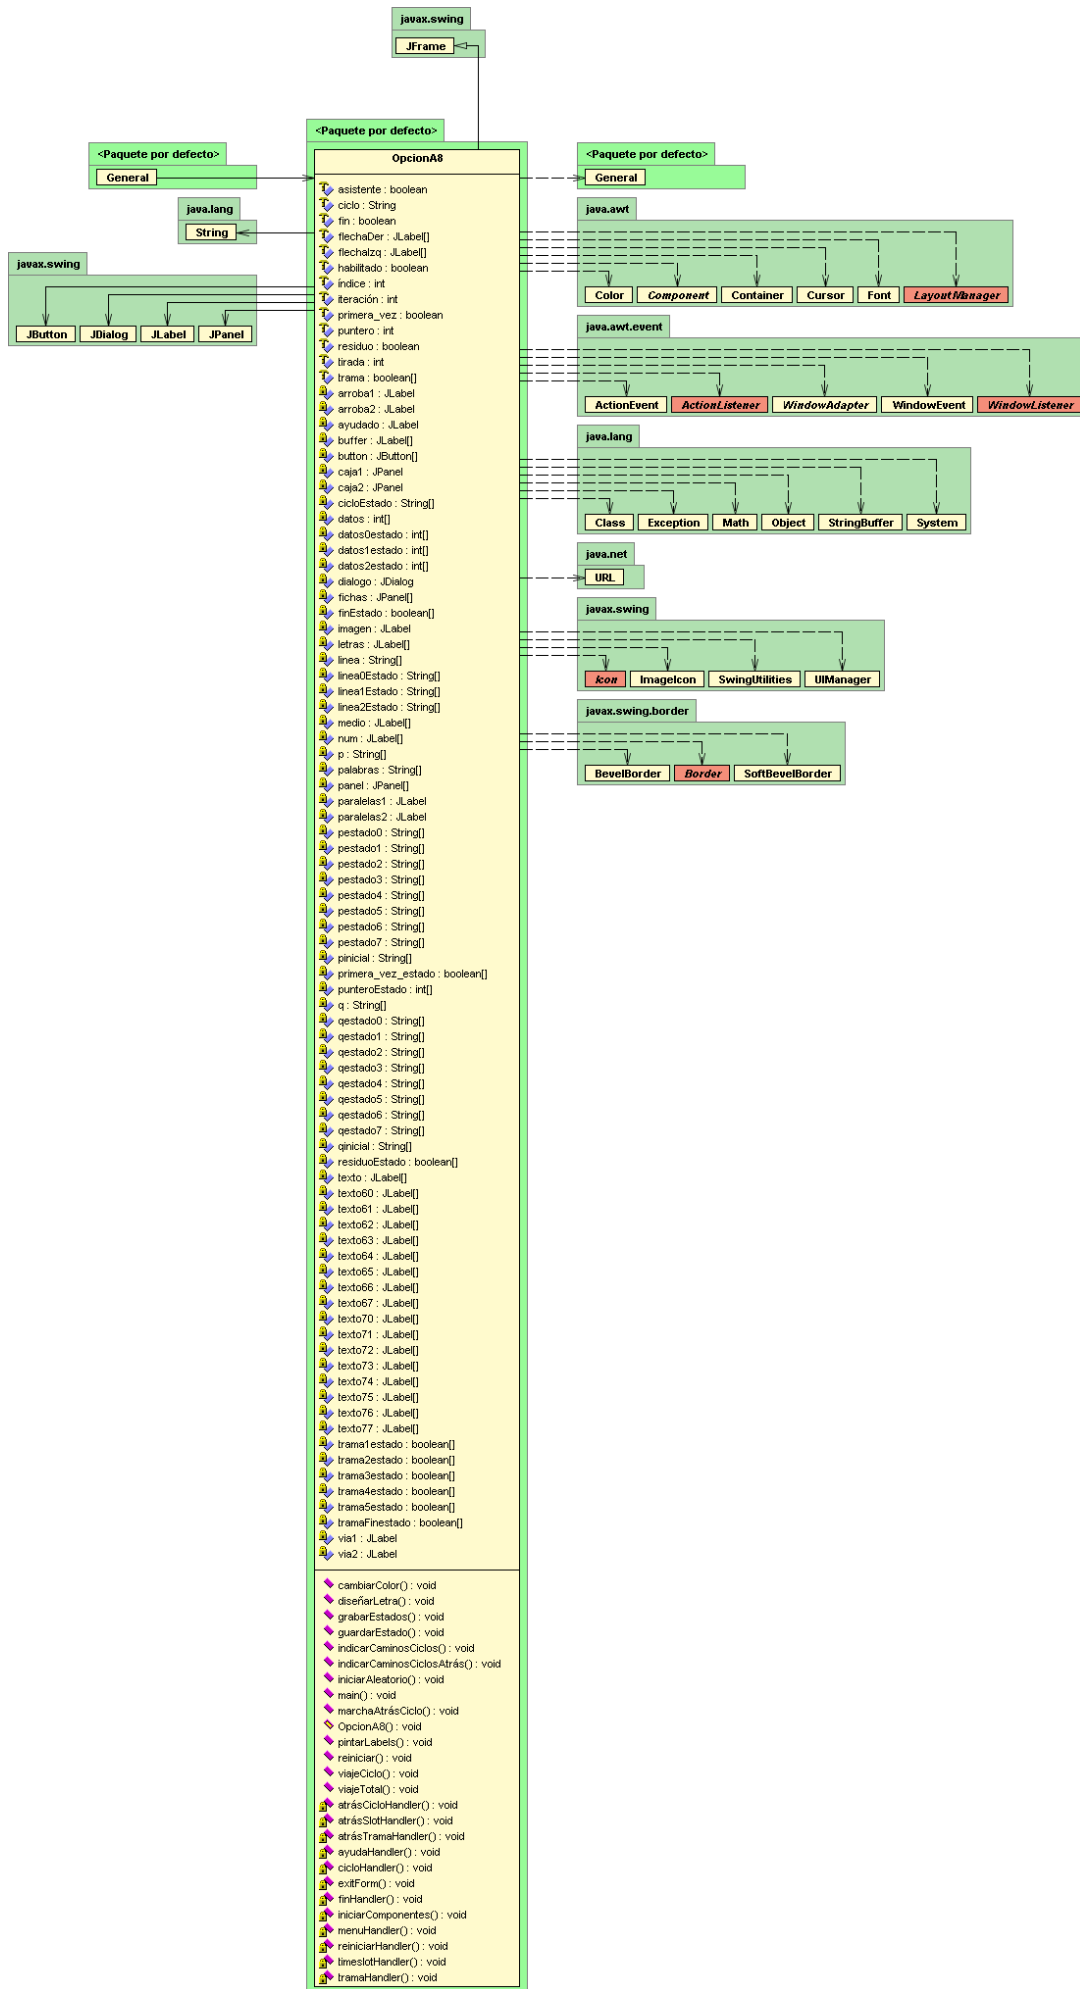 javax.swing
JFrame
<Paquete por defecto>
General
java.lang
String
javax.swing
JButton JDialog JLabel JPanel
<Paquete por defecto>
OpcionA8
asistente : boolean
ciclo : String
fin : boolean
flechaDer : JLabel[]
flechaIzq : JLabel[]
habilitado : boolean
índice : int
iteración : int
primera_vez : boolean
puntero : int
residuo : boolean
tirada : int
trama : boolean[]
arroba1 : JLabel
arroba2 : JLabel
ayudado : JLabel
buffer : JLabel[]
button : JButton[]
caja1 : JPanel
caja2 : JPanel
cicloEstado : String[]
datos : int[]
datos0estado : int[]
datos1estado : int[]
datos2estado : int[]
dialogo : JDialog
fichas : JPanel[]
finEstado : boolean[]
imagen : JLabel
letras : JLabel[]
linea : String[]
linea0Estado : String[]
linea1Estado : String[]
linea2Estado : String[]
medio : JLabel[]
num : JLabel[]
p : String[]
palabras : String[]
panel : JPanel[]
paralelas1 : JLabel
paralelas2 : JLabel
pestado0 : String[]
pestado1 : String[]
pestado2 : String[]
pestado3 : String[]
pestado4 : String[]
pestado5 : String[]
pestado6 : String[]
pestado7 : String[]
pinicial : String[]
primera_vez_estado : boolean[]
punteroEstado : int[]
q : String[]
qestado0 : String[]
qestado1 : String[]
qestado2 : String[]
qestado3 : String[]
qestado4 : String[]
qestado5 : String[]
qestado6 : String[]
qestado7 : String[]
qinicial : String[]
residuoEstado : boolean[]
texto : JLabel[]
texto60 : JLabel[]
texto61 : JLabel[]
texto62 : JLabel[]
texto63 : JLabel[]
texto64 : JLabel[]
texto65 : JLabel[]
texto66 : JLabel[]
texto67 : JLabel[]
texto70 : JLabel[]
texto71 : JLabel[]
texto72 : JLabel[]
texto73 : JLabel[]
texto74 : JLabel[]
texto75 : JLabel[]
texto76 : JLabel[]
texto77 : JLabel[]
trama1estado : boolean[]
trama2estado : boolean[]
trama3estado : boolean[]
trama4estado : boolean[]
trama5estado : boolean[]
tramaFinestado : boolean[]
via1 : JLabel
via2 : JLabel
cambiarColor() : void
diseñarLetra() : void
grabarEstados() : void
guardarEstado() : void
indicarCaminosCiclos() : void
indicarCaminosCiclosAtrás() : void
iniciarAleatorio() : void
main() : void
marchaAtrásCiclo() : void
OpcionA8() : void
pintarLabels() : void
reiniciar() : void
viajeCiclo() : void
viajeTotal() : void
atrásCicloHandler() : void
atrásSlotHandler() : void
atrásTramaHandler() : void
ayudaHandler() : void
cicloHandler() : void
exitForm() : void
finHandler() : void
iniciarComponentes() : void
menuHandler() : void
reiniciarHandler() : void
timeslotHandler() : void
tramaHandler() : void
<Paquete por defecto>
General
java.awt
Color Component Container Cursor Font LayoutManager
java.awt.event
ActionEvent ActionListener WindowAdapter WindowEvent WindowListener
java.lang
Class Exception Math Object StringBuffer System
java.net
URL
javax.swing
Icon ImageIcon SwingUtilities UIManager
javax.swing.border
BevelBorder Border SoftBevelBorder